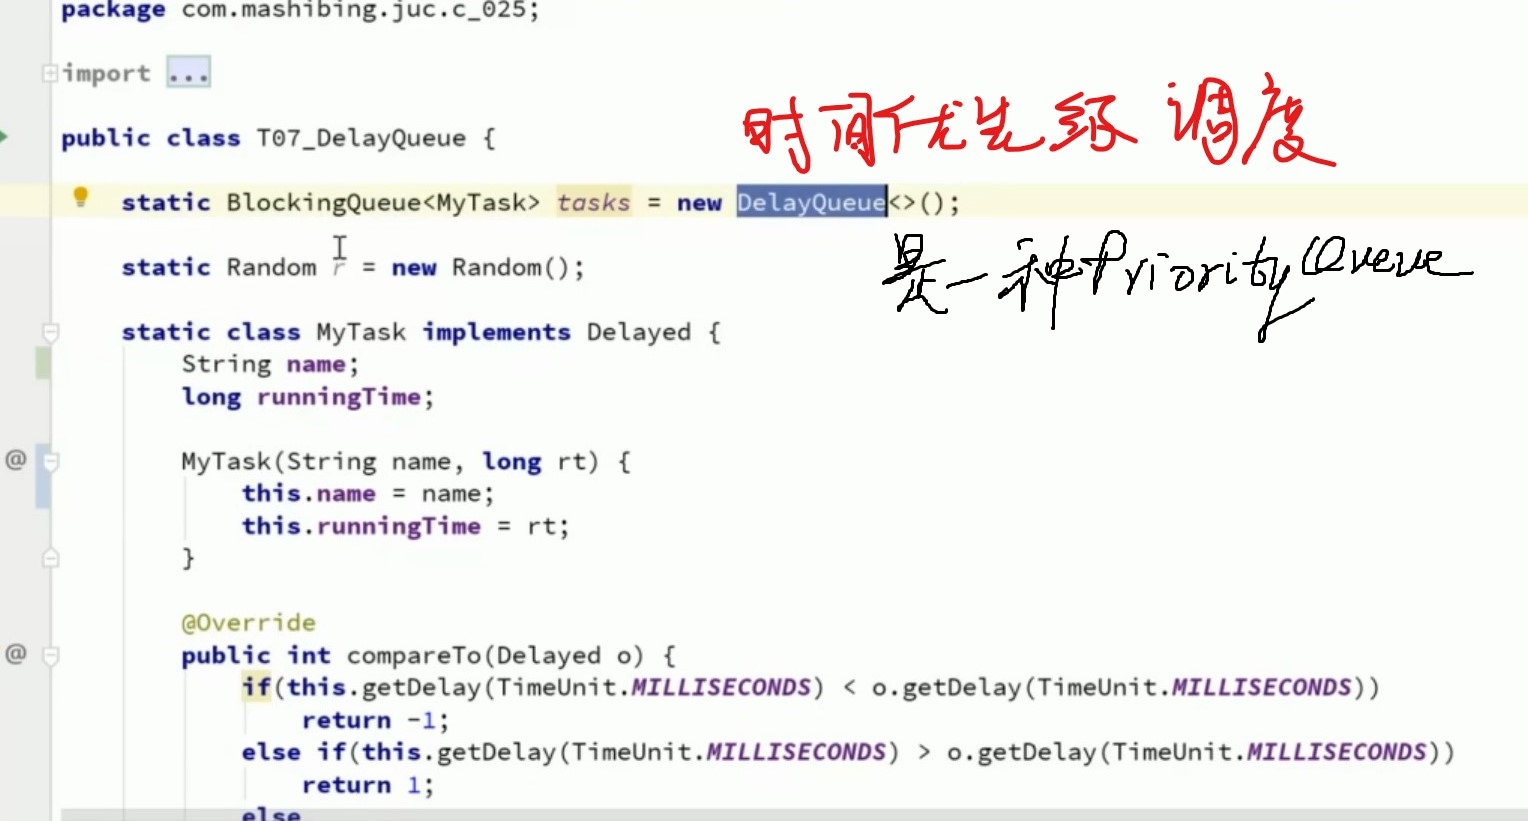 package com.mashibing.juc.c_025;
import ...
时间优先级调度
public class T07_DelayQueue {
static BlockingQueue<MyTask> tasks = new DelayQueue<>();
是一种PriorityQueue
static Random r = new Random();
static class MyTask implements Delayed {
String name;
long runningTime;
@ MyTask(String name, long rt) {
this.name = name;
this.runningTime = rt;
}
@Override
@ public int compareTo(Delayed o) {
if(this.getDelay(TimeUnit.MILLISECONDS) < o.getDelay(TimeUnit.MILLISECONDS))
return -1;
else if(this.getDelay(TimeUnit.MILLISECONDS) > o.getDelay(TimeUnit.MILLISECONDS))
return 1;
else